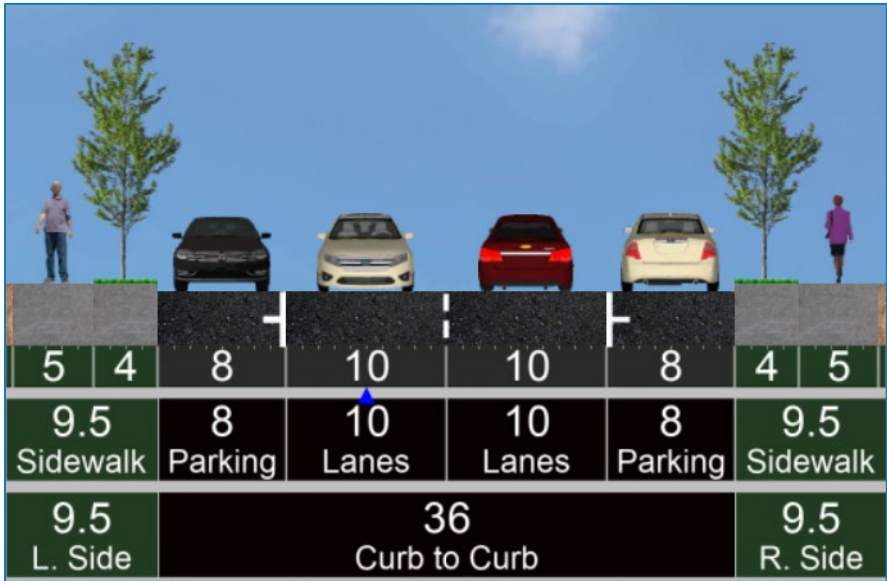 5 4 8 10 10 8 4 5
9.5 8 10 10 8 9.5
Sidewalk Parking Lanes Lanes Parking Sidewalk
9.5 36 9.5
L. Side Curb to Curb R. Side